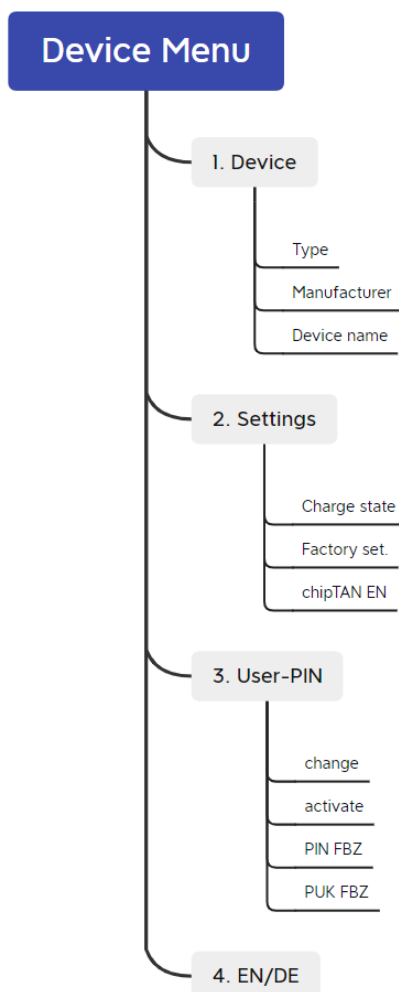 Device Menu
1. Device
Type
Manufacturer
Device name
2. Settings
Charge state
Factory set.
chipTAN EN
3. User-PIN
change
activate
PIN FBZ
PUK FBZ
4. EN/DE